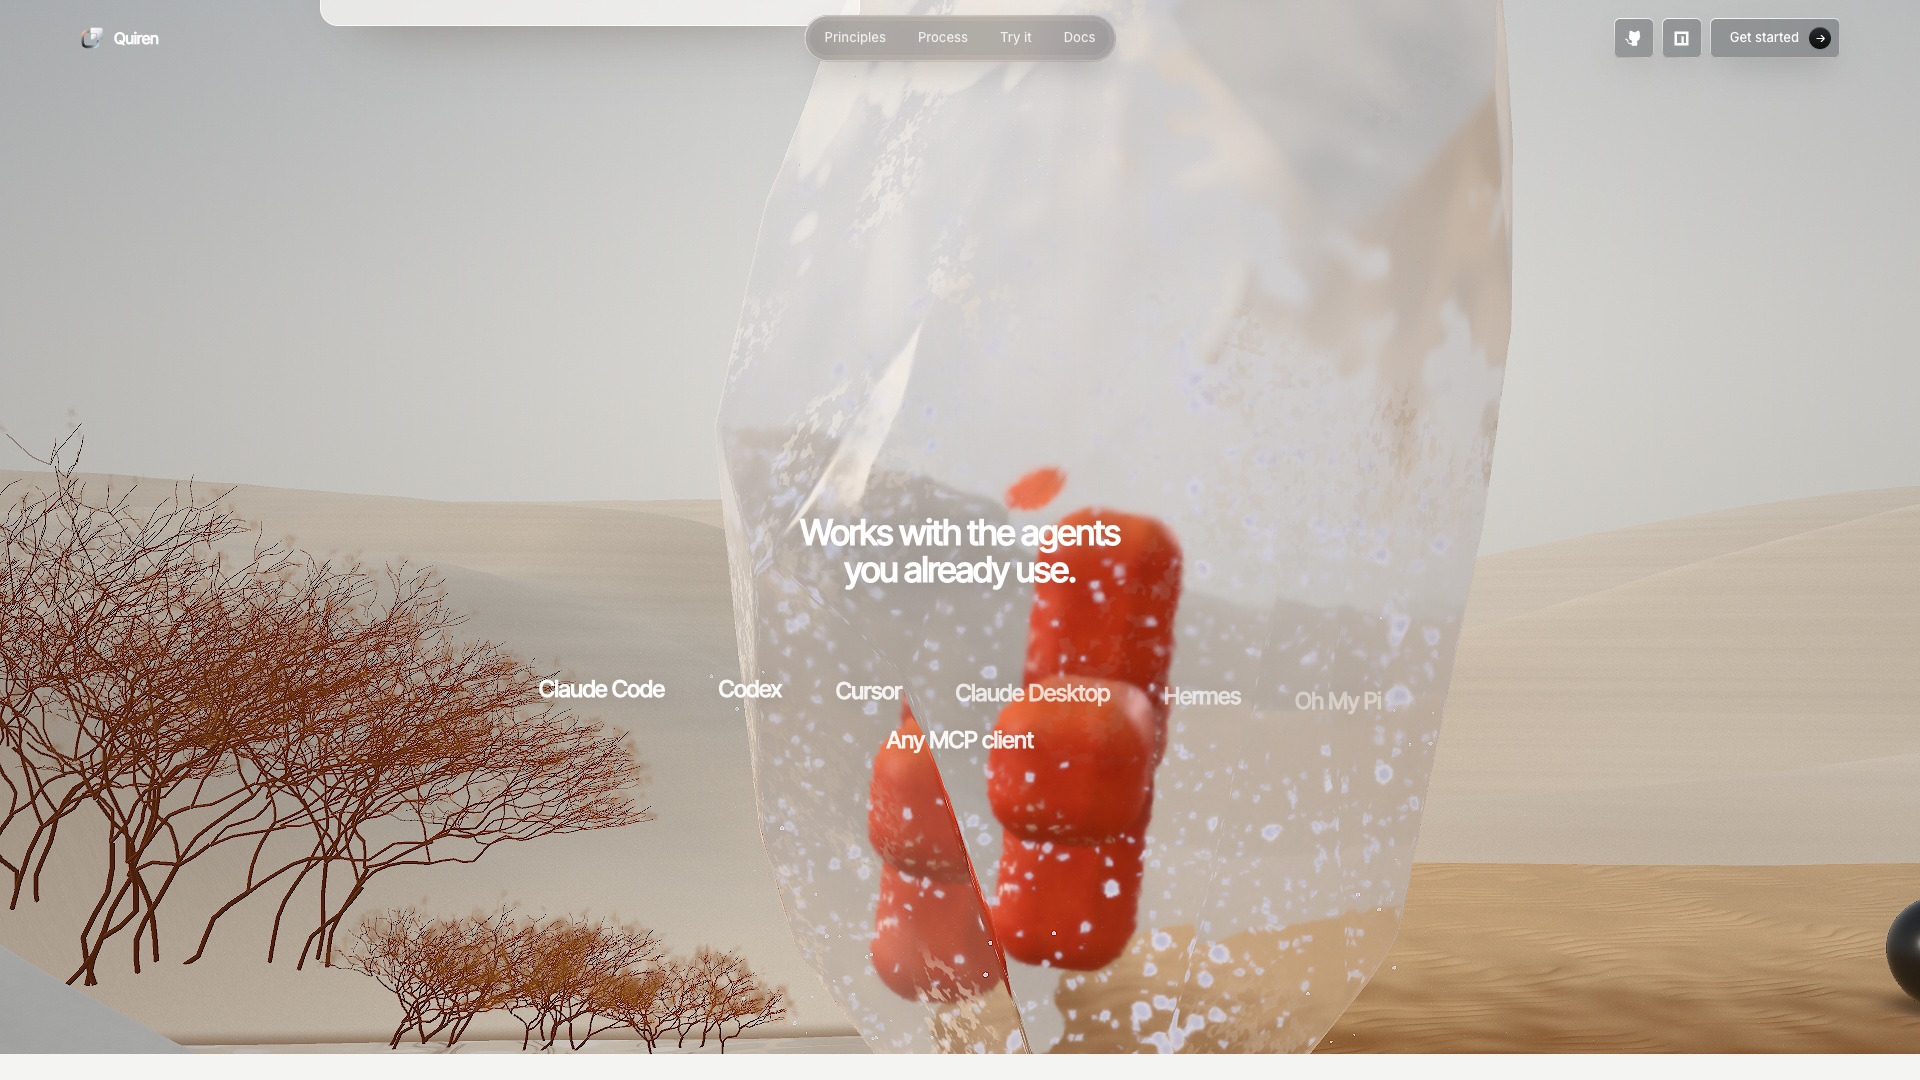 Quiren
Principles
Process
Try it
Docs
Get started
Works with the agents
you already use.
Claude Code
Codex
Cursor
Claude Desktop
Hermes
Oh My Pi
Any MCP client